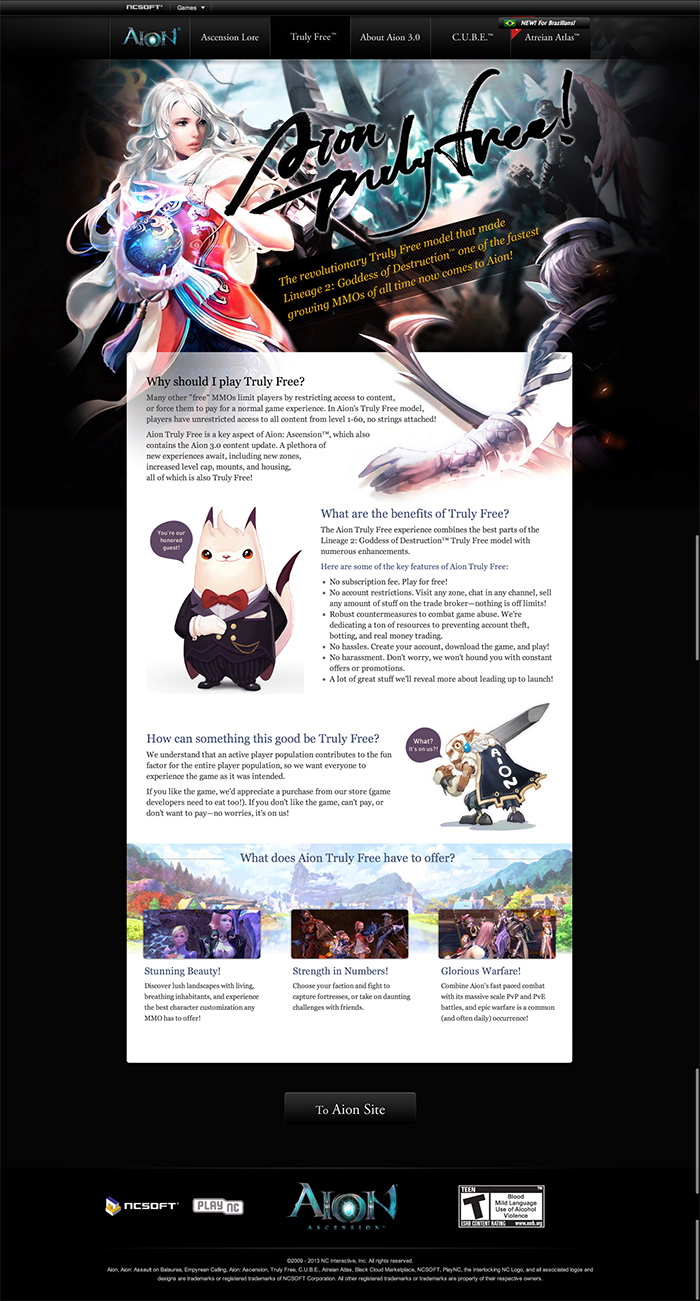 NCSOFT® Games
AION® Ascension Lore Truly Free™ About Aion 3.0 C.U.B.E.™ NEW! For Brazilians! Atreian Atlas™
Aion
truly free!
The revolutionary Truly Free model that made
Lineage 2: Goddess of Destruction™ one of the fastest
growing MMOs of all time now comes to Aion!
Why should I play Truly Free?
Many other "free" MMOs limit players by restricting access to content,
or force them to pay for a normal game experience. In Aion's Truly Free model,
players have unrestricted access to all content from level 1-60, no strings attached!
Aion Truly Free is a key aspect of Aion: Ascension™, which also
contains the Aion 3.0 content update. A plethora of
new experiences await, including new zones,
increased level cap, mounts, and housing,
all of which is also Truly Free!
You're our
honored
guest!
What are the benefits of Truly Free?
The Aion Truly Free experience combines the best parts of the
Lineage 2: Goddess of Destruction™ Truly Free model with
numerous enhancements.
Here are some of the key features of Aion Truly Free:
• No subscription fee. Play for free!
• No account restrictions. Visit any zone, chat in any channel, sell
any amount of stuff on the trade broker—nothing is off limits!
• Robust countermeasures to combat game abuse. We're
dedicating a ton of resources to preventing account theft,
botting, and real money trading.
• No hassles. Create your account, download the game, and play!
• No harassment. Don't worry, we won't hound you with constant
offers or promotions.
• A lot of great stuff we'll reveal more about leading up to launch!
How can something this good be Truly Free?
We understand that an active player population contributes to the fun
factor for the entire player population, so we want everyone to
experience the game as it was intended.
If you like the game, we'd appreciate a purchase from our store (game
developers need to eat too!). If you don't like the game, can't pay, or
don't want to pay—no worries, it's on us!
What?
It's on us?!
AION
What does Aion Truly Free have to offer?
Stunning Beauty!
Discover lush landscapes with living,
breathing inhabitants, and experience
the best character customization any
MMO has to offer!
Strength in Numbers!
Choose your faction and fight to
capture fortresses, or take on daunting
challenges with friends.
Glorious Warfare!
Combine Aion's fast paced combat
with its massive scale PvP and PvE
battles, and epic warfare is a common
(and often daily) occurrence!
To Aion Site
NCSOFT® PLAY NC
AION
ASCENSION™
TEEN
T
Blood
Mild Language
Use of Alcohol
Violence
ESRB CONTENT RATING www.esrb.org
©2009 - 2013 NC Interactive, Inc. All rights reserved.
Aion, Aion: Assault on Balaurea, Empyrean Calling, Aion: Ascension, Truly Free, C.U.B.E., Atreian Atlas, Black Cloud Marketplace, NCSOFT, PlayNC, the Interlocking NC Logo, and all associated logos and
designs are trademarks or registered trademarks of NCSOFT Corporation. All other registered trademarks or trademarks are property of their respective owners.